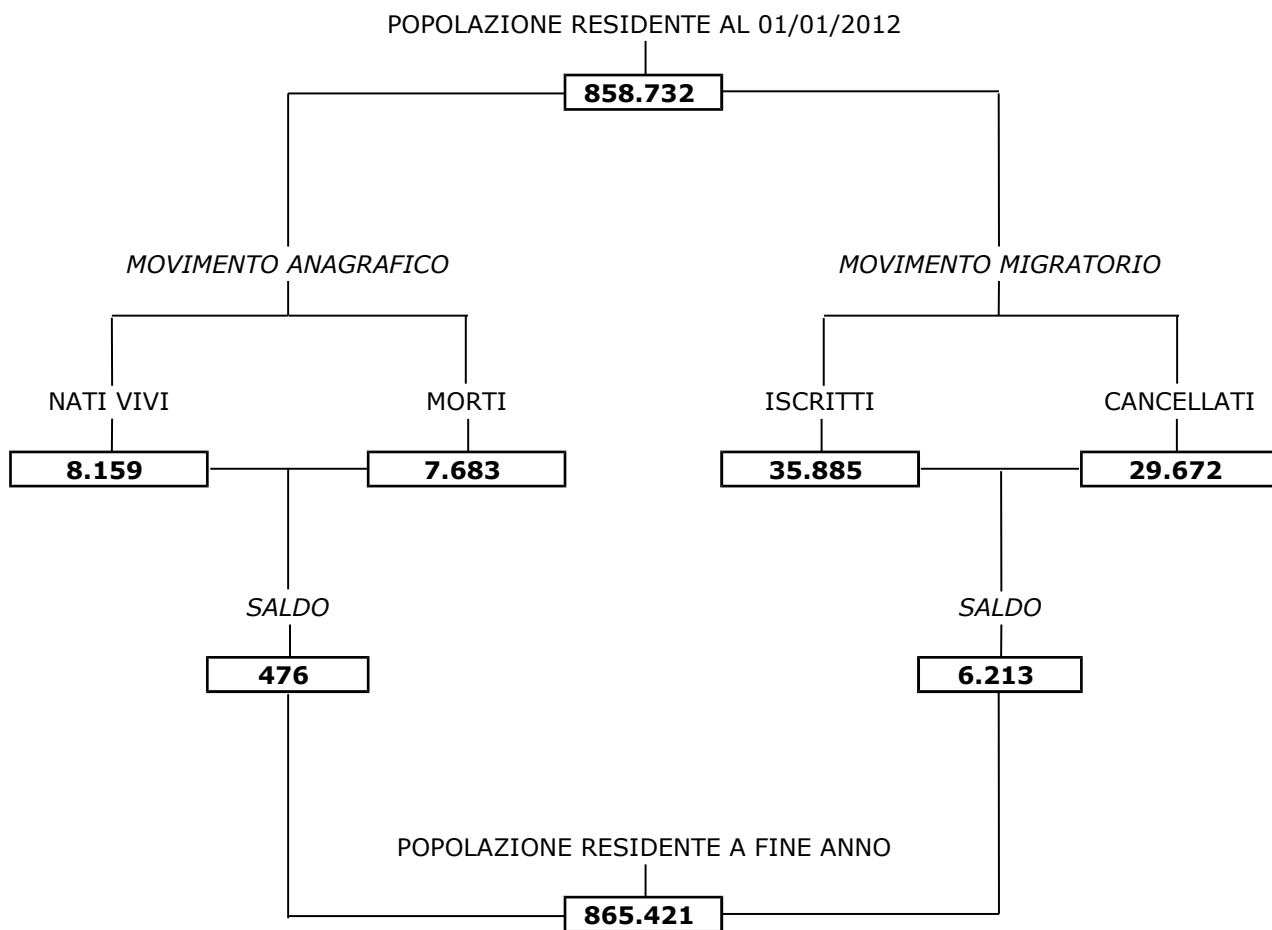 POPOLAZIONE RESIDENTE AL 01/01/2012
858.732
MOVIMENTO ANAGRAFICO
MOVIMENTO MIGRATORIO
NATI VIVI
MORTI
ISCRITTI
CANCELLATI
8.159
7.683
35.885
29.672
SALDO
SALDO
476
6.213
POPOLAZIONE RESIDENTE A FINE ANNO
865.421